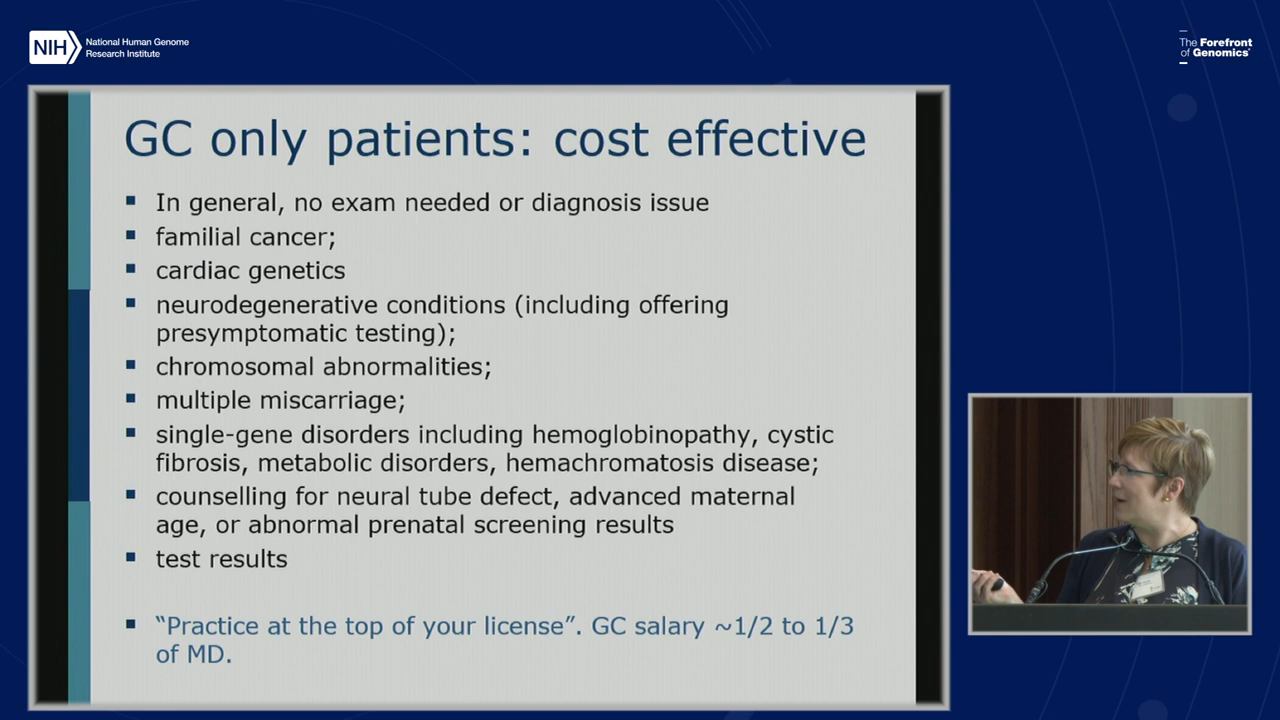 NIH
National Human Genome
Research Institute
The Forefront
of Genomics
GC only patients: cost effective
In general, no exam needed or diagnosis issue
familial cancer;
cardiac genetics
neurodegenerative conditions (including offering
presymptomatic testing);
chromosomal abnormalities;
multiple miscarriage;
single-gene disorders including hemoglobinopathy, cystic
fibrosis, metabolic disorders, hemachromatosis disease;
counselling for neural tube defect, advanced maternal
age, or abnormal prenatal screening results
test results
“Practice at the top of your license”. GC salary ~1/2 to 1/3
of MD.